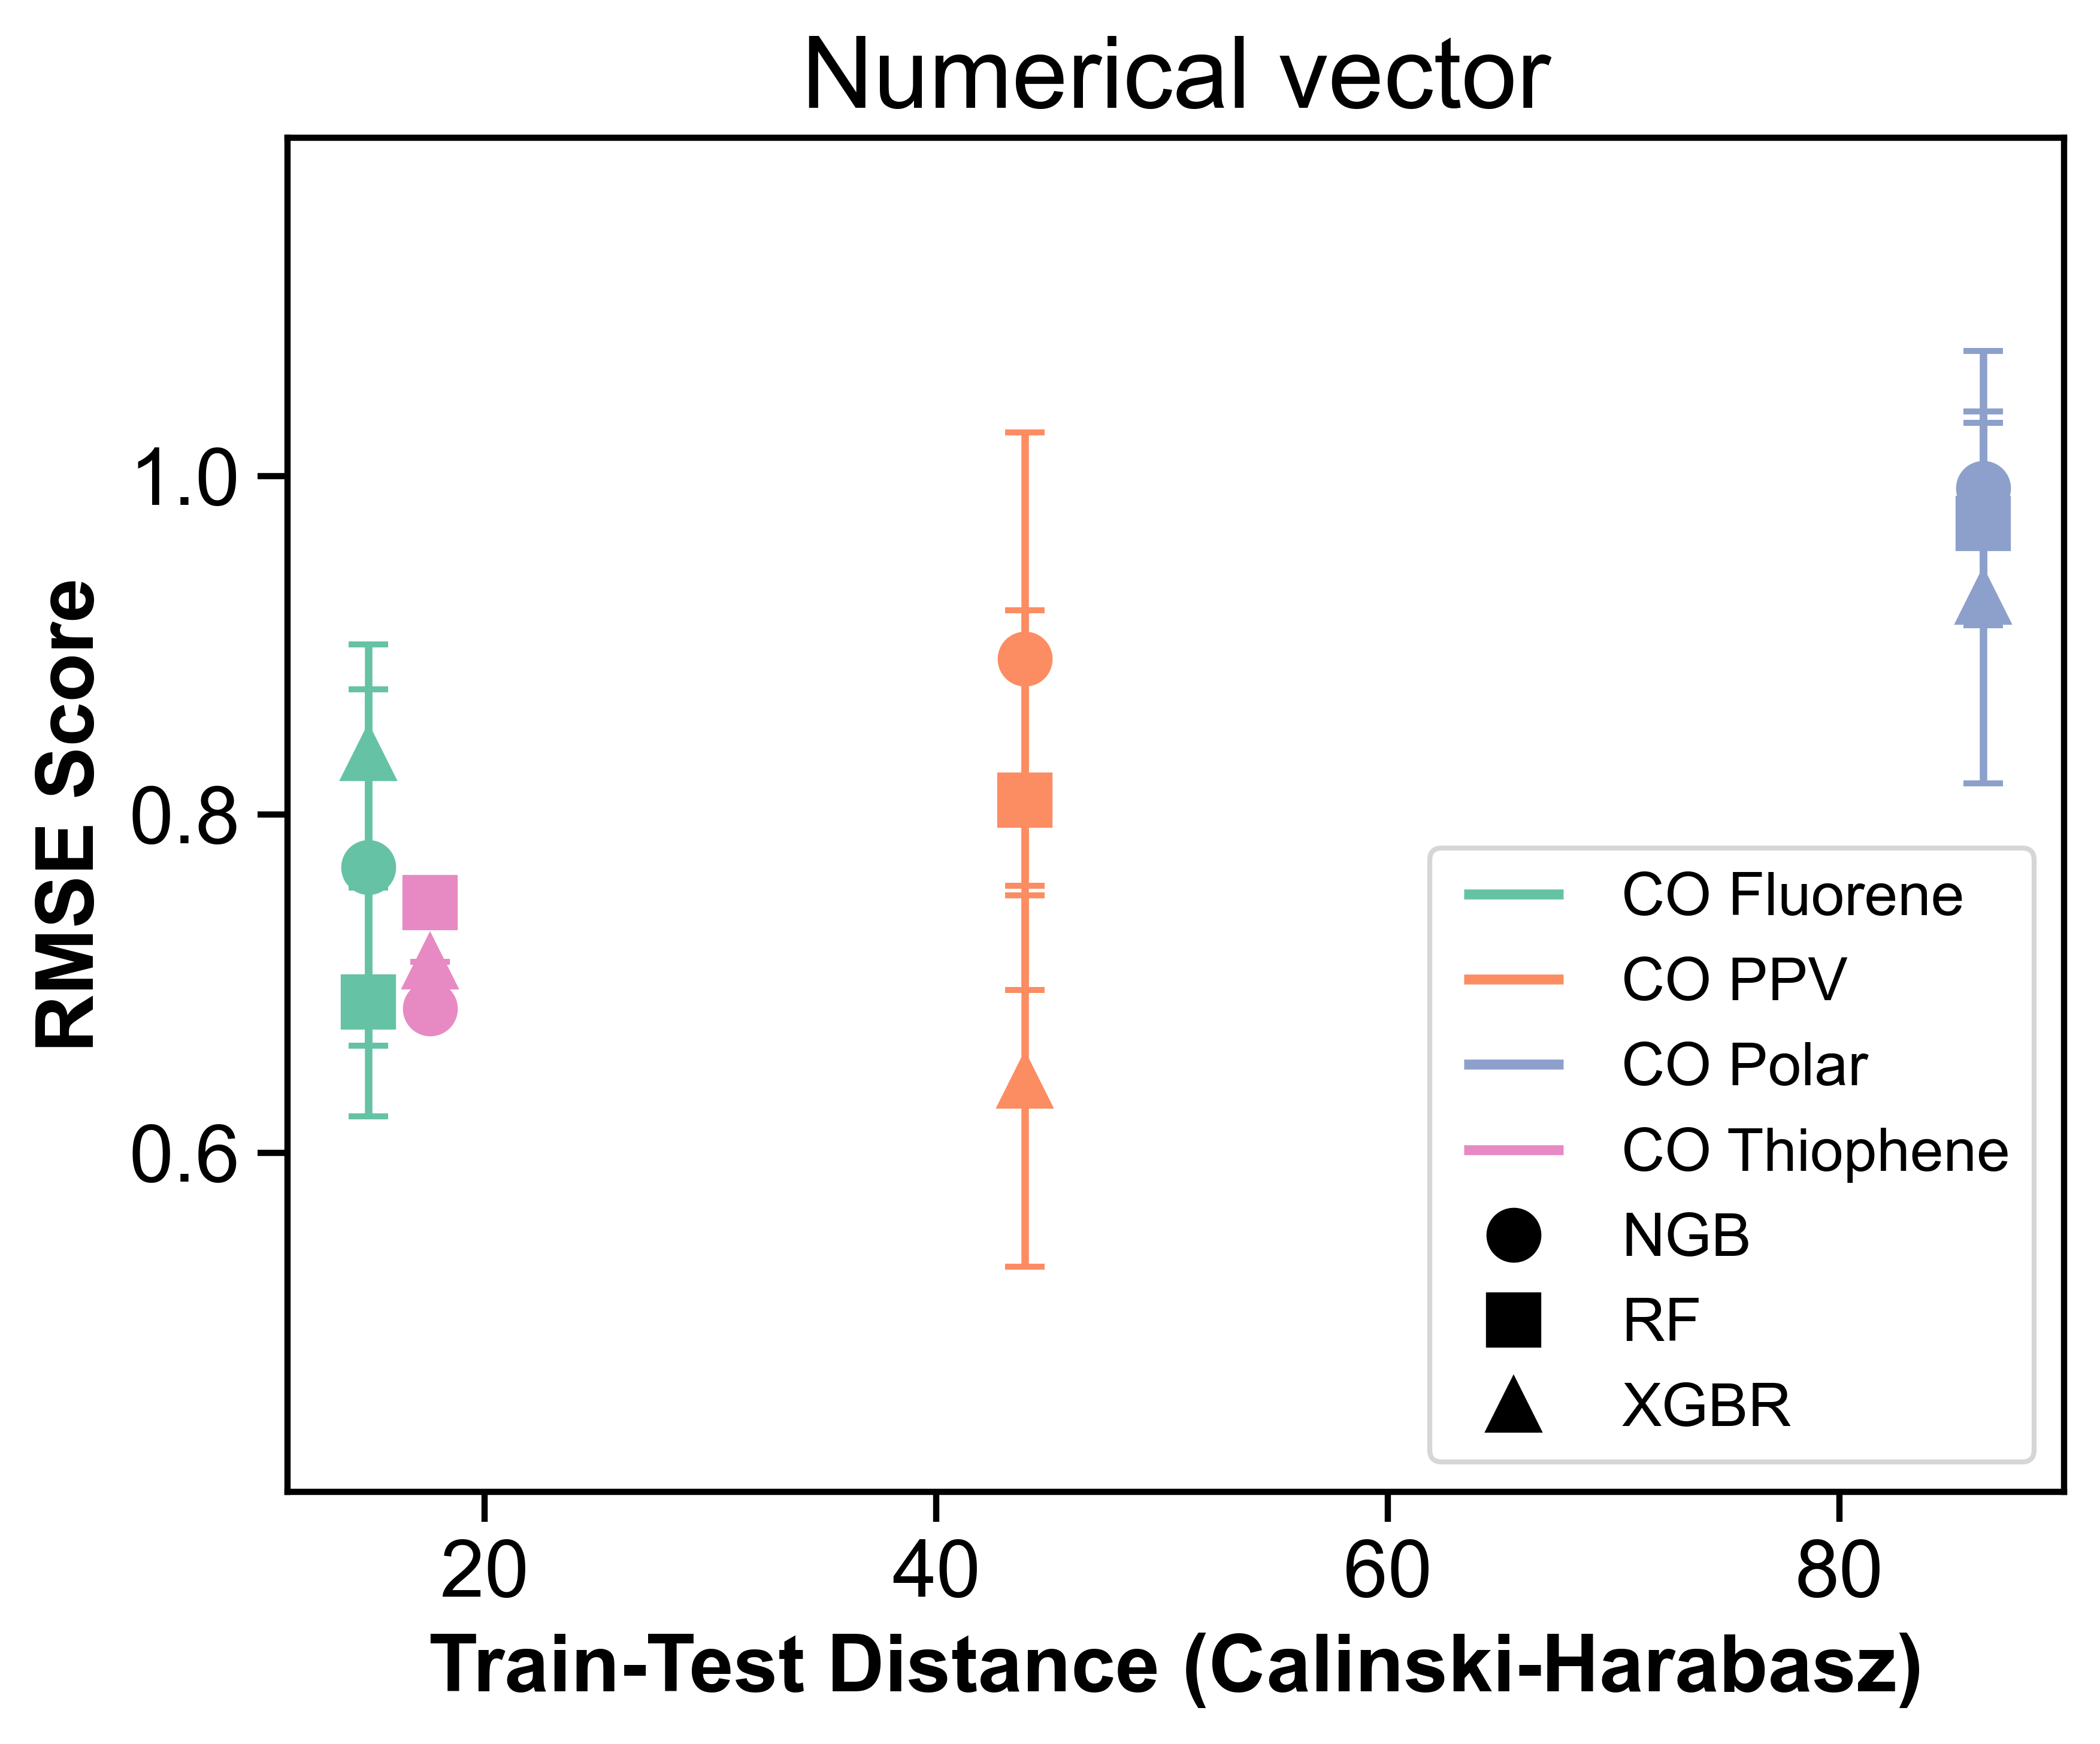 Numerical vector
RMSE Score
1.0
0.8
0.6
CO Fluorene
CO PPV
CO Polar
CO Thiophene
NGB
RF
XGBR
20 40 60 80
Train-Test Distance (Calinski-Harabasz)